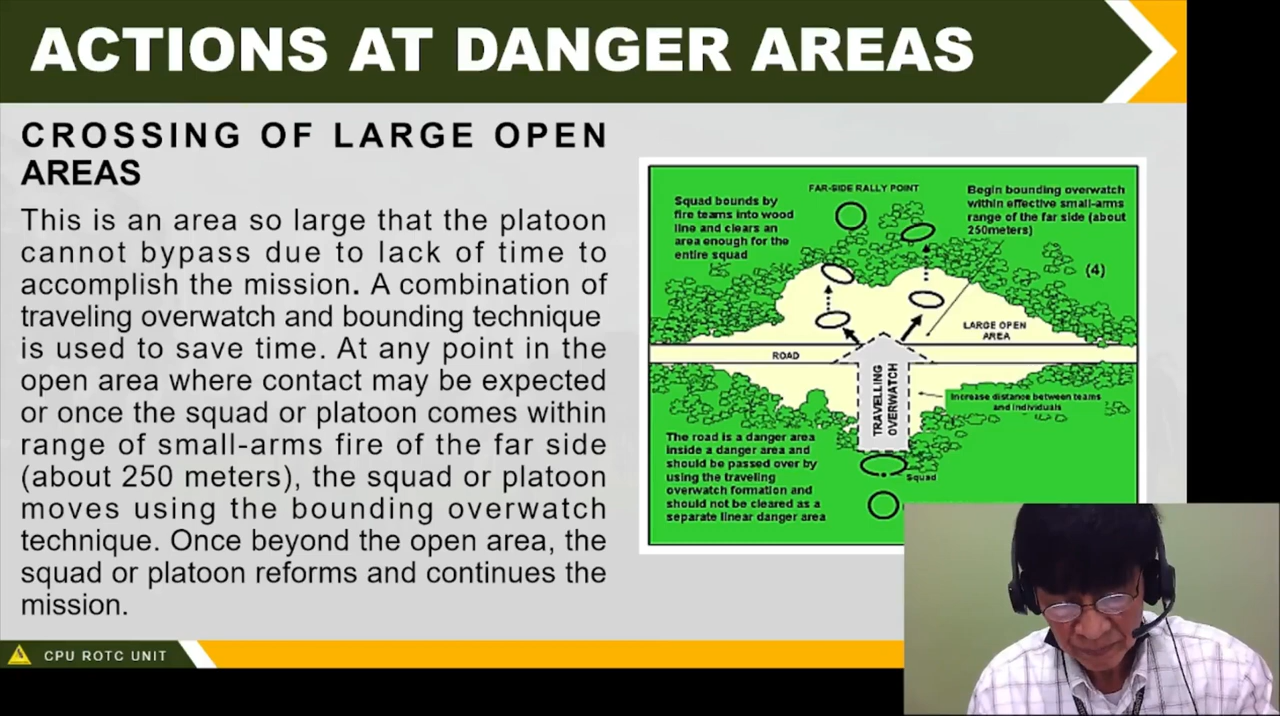 ACTIONS AT DANGER AREAS
CROSSING OF LARGE OPEN
AREAS
This is an area so large that the platoon
cannot bypass due to lack of time to
accomplish the mission. A combination of
traveling overwatch and bounding technique
is used to save time. At any point in the
open area where contact may be expected
or once the squad or platoon comes within
range of small-arms fire of the far side
(about 250 meters), the squad or platoon
moves using the bounding overwatch
technique. Once beyond the open area, the
squad or platoon reforms and continues the
mission.
FAR-SIDE RALLY POINT
Squad bounds by
fire teams into wood
line and clears an
area enough for the
entire squad
Begin bounding overwatch
within effective small-arms
range of the far side (about
250meters)
(4)
LARGE OPEN
AREA
ROAD
TRAVELLING
OVERWATCH
Increase distance between teams
and individuals
The road is a danger area
inside a danger area and
should be passed over by
using the traveling
overwatch formation and
should not be cleared as a
separate linear danger area
Squad
CPU ROTC UNIT